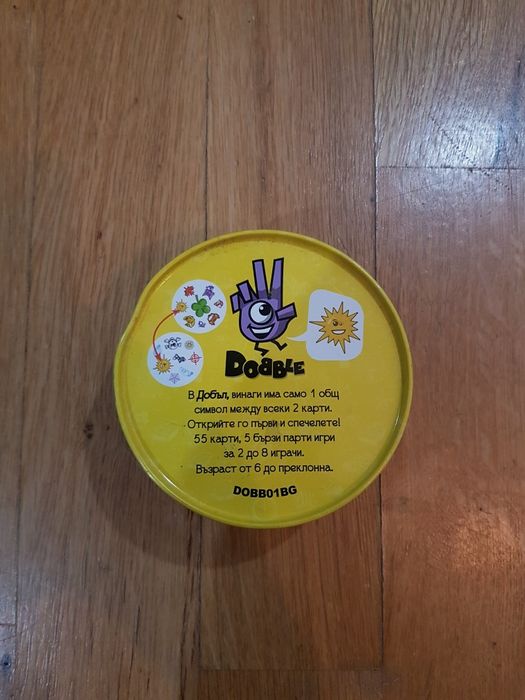 DOBBLE
В Добъл, винаги има само 1 общ
символ между всеки 2 карти.
Открийте го първи и спечелете!
55 карти, 5 бързи парти игри
за 2 до 8 играчи.
Възраст от 6 до преклонна.
DOBB01BG